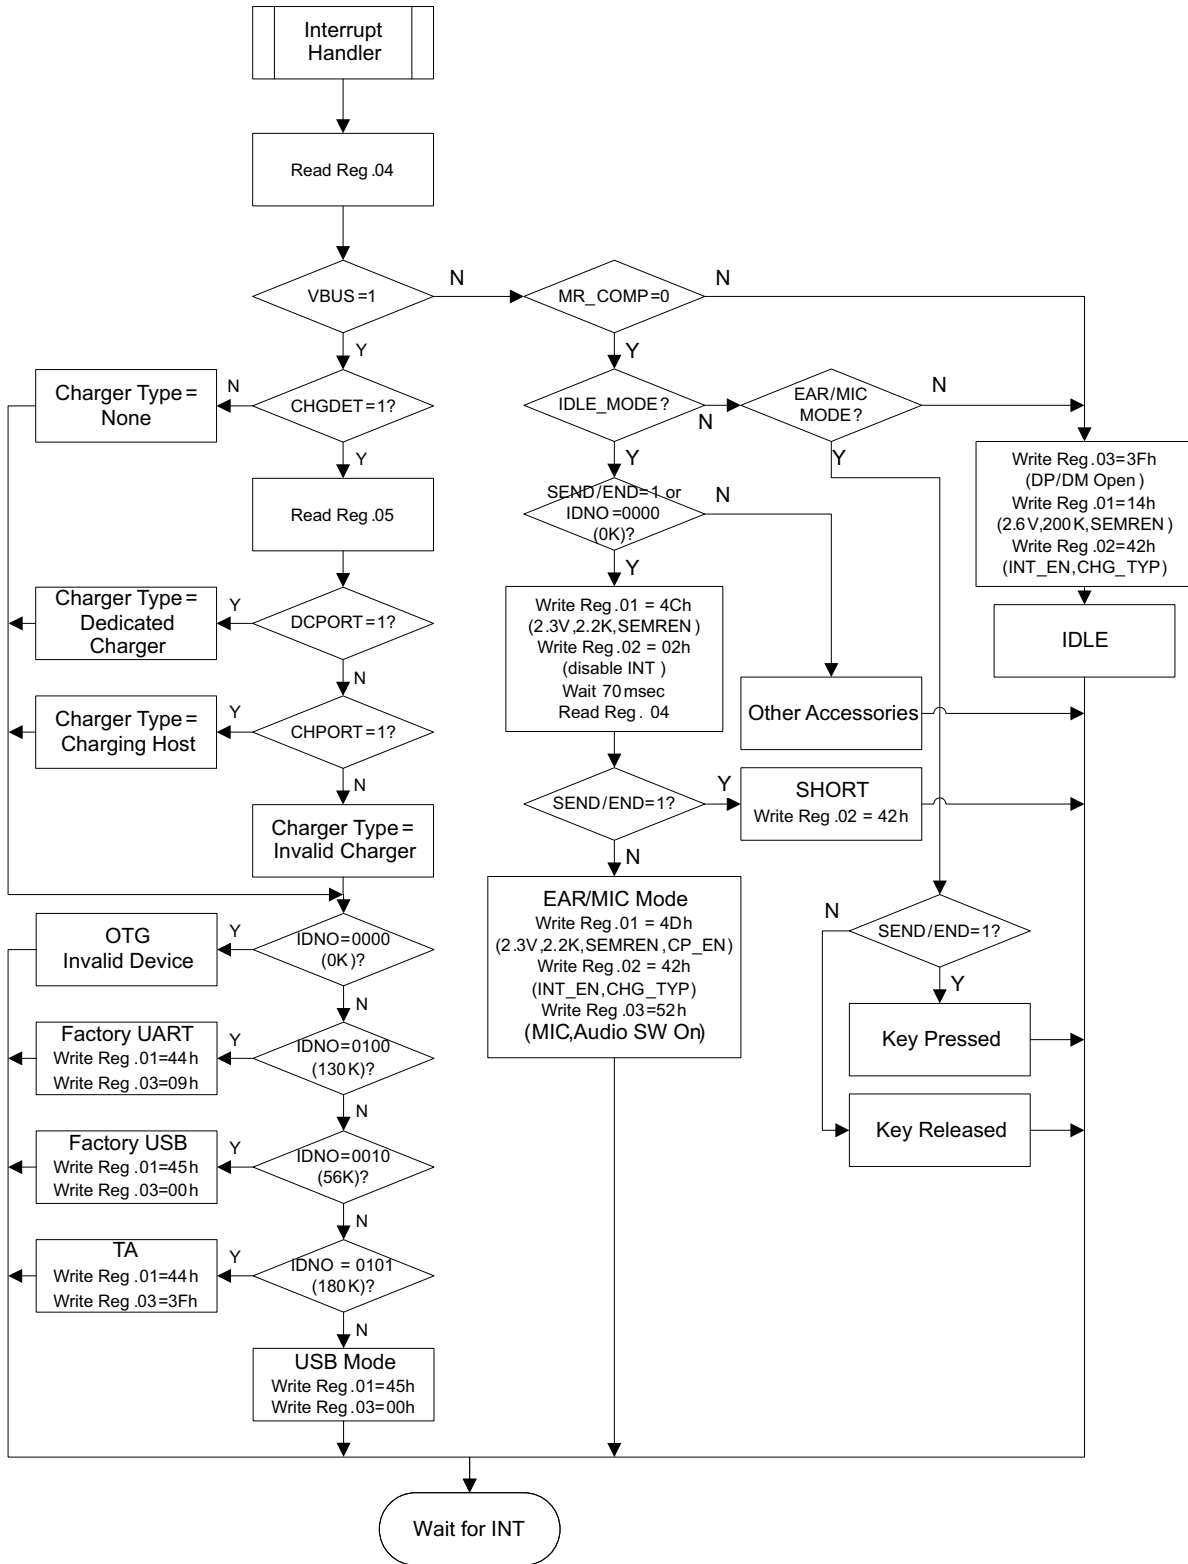 Interrupt
Handler
Read Reg.04
VBUS=1
N
MR_COMP=0
N
Y
Y
Charger Type=
None
N
CHGDET=1?
IDLE_MODE?
N
EAR/MIC
MODE?
N
Y
Y
Y
Write Reg.03=3Fh
(DP/DM Open)
Write Reg.01=14h
(2.6V,200K,SEMREN)
Write Reg.02=42h
(INT_EN,CHG_TYP)
Read Reg.05
SEND/END=1 or
IDNO=0000
(0K)?
N
Y
Charger Type=
Dedicated
Charger
Y
DCPORT=1?
N
Write Reg.01 = 4Ch
(2.3V,2.2K,SEMREN)
Write Reg.02 = 02h
(disable INT)
Wait 70msec
Read Reg. 04
IDLE
Charger Type=
Charging Host
Y
CHPORT=1?
N
Other Accessories
SEND/END=1?
Y
SHORT
Write Reg.02 = 42h
N
Charger Type=
Invalid Charger
EAR/MIC Mode
Write Reg.01 = 4Dh
(2.3V,2.2K,SEMREN,CP_EN)
Write Reg.02 = 42h
(INT_EN,CHG_TYP)
Write Reg.03=52h
(MIC,Audio SW On)
N
SEND/END=1?
Y
OTG
Invalid Device
Y
IDNO=0000
(0K)?
N
Key Pressed
Factory UART
Write Reg.01=44h
Write Reg.03=09h
Y
IDNO=0100
(130K)?
N
Key Released
Factory USB
Write Reg.01=45h
Write Reg.03=00h
Y
IDNO=0010
(56K)?
N
TA
Write Reg.01=44h
Write Reg.03=3Fh
Y
IDNO = 0101
(180K)?
N
USB Mode
Write Reg.01=45h
Write Reg.03=00h
Wait for INT